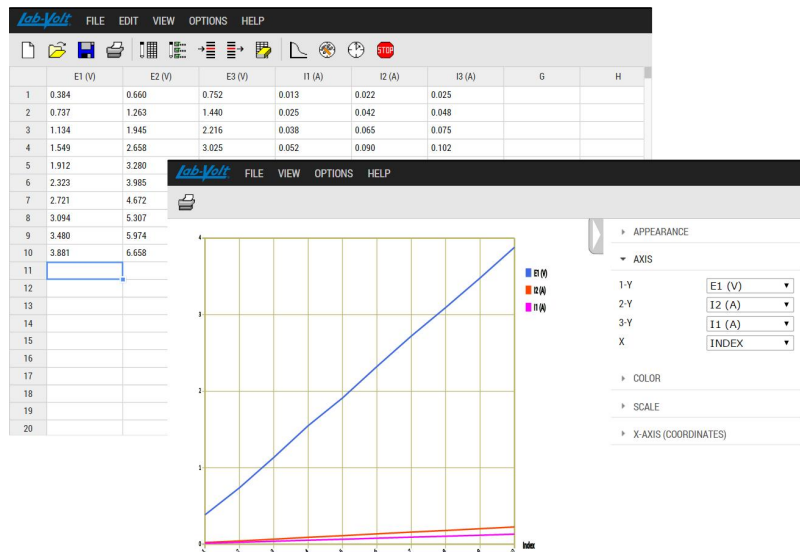 Lab-Volt FILE EDIT VIEW OPTIONS HELP
STOP
E1 (V) E2 (V) E3 (V) I1 (A) I2 (A) I3 (A) G H
1 0.384 0.660 0.752 0.013 0.022 0.025
2 0.737 1.263 1.440 0.025 0.042 0.048
3 1.134 1.945 2.216 0.038 0.065 0.075
4 1.549 2.658 3.025 0.052 0.090 0.102
5 1.912 3.280
6 2.323 3.985
7 2.721 4.672
8 3.094 5.307
9 3.480 5.974
10 3.881 6.658
11
12
13
14
15
16
17
18
19
20
Lab-Volt FILE VIEW OPTIONS HELP
4
3
2
1
0
Index
E1 (V)
I2 (A)
I1 (A)
APPEARANCE
AXIS
1-Y E1 (V)
2-Y I2 (A)
3-Y I1 (A)
X INDEX
COLOR
SCALE
X-AXIS (COORDINATES)